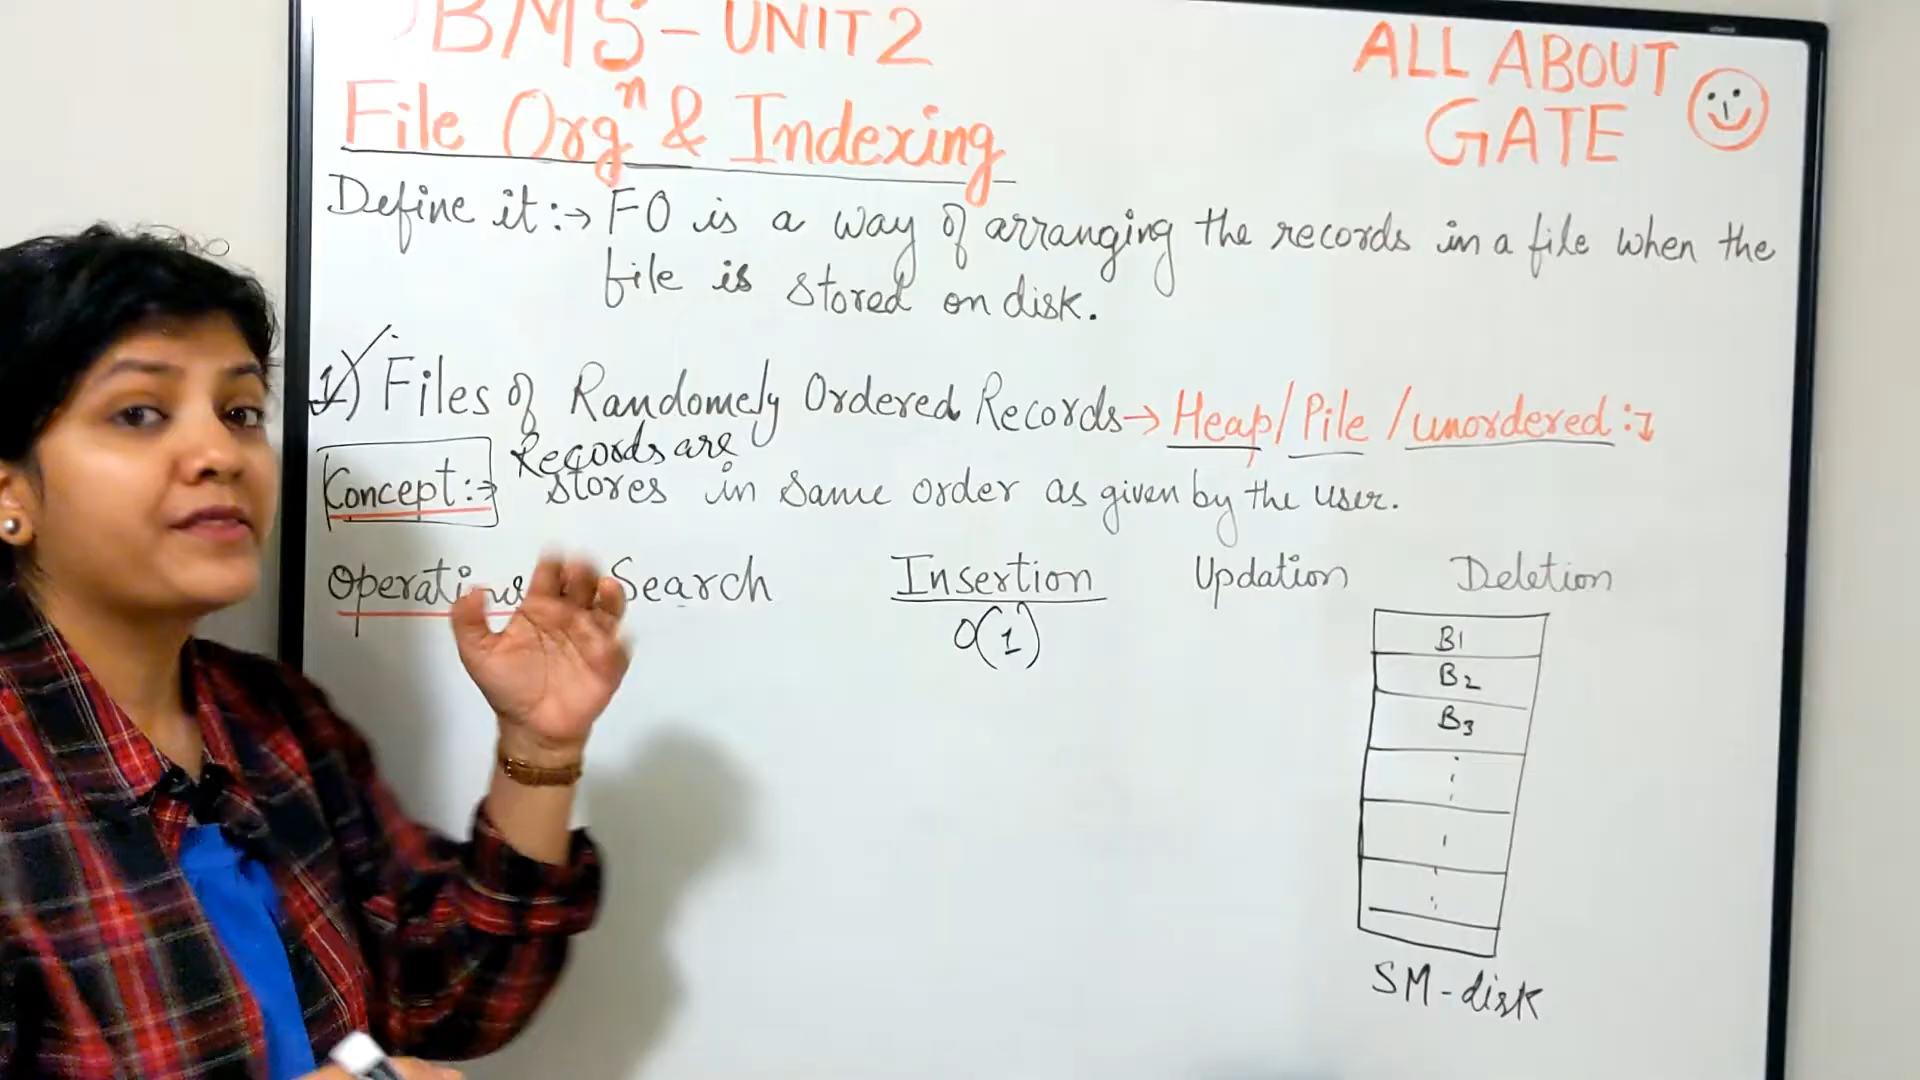 DBMS - UNIT 2
ALL ABOUT
GATE
File Orgⁿ & Indexing
Define it :→ FO is a way of arranging the records in a file when the
file is stored on disk.
1) Files of Randomely Ordered Records → Heap / Pile / unordered :↴
Concept :→ Records are
stores in same order as given by the user.
Operations Search Insertion Updation Deletion
O(1)
B1
B2
B3
SM - disk